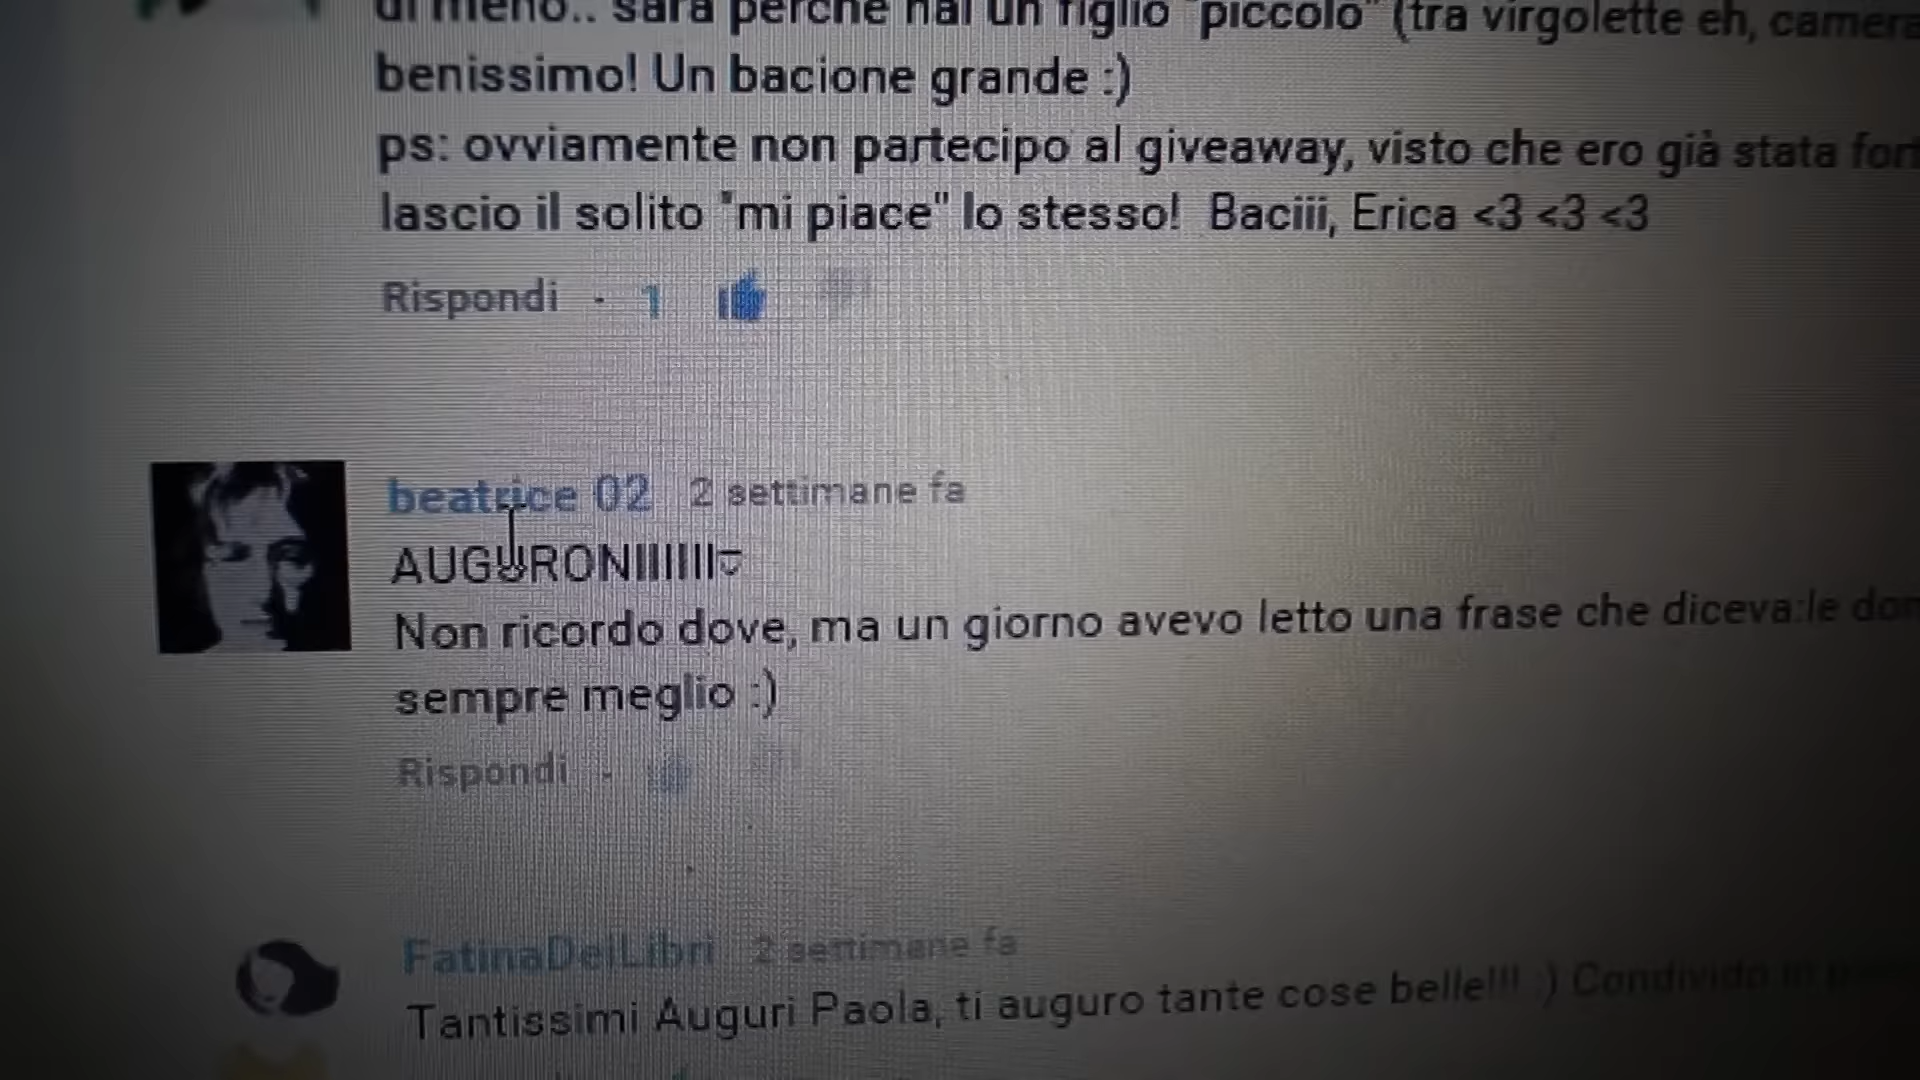 di meno.. sarà perché hai un figlio "piccolo" (tra virgolette eh, camera
benissimo! Un bacione grande :)
ps: ovviamente non partecipo al giveaway, visto che ero già stata
lascio il solito "mi piace" lo stesso! Baciii, Erica <3 <3 <3
Rispondi · 1
beatrice 02 2 settimane fa
AUGURONIIIIIII♡
Non ricordo dove, ma un giorno avevo letto una frase che diceva:le
sempre meglio :)
Rispondi ·
FatinaDeiLibri 2 settimane fa
Tantissimi Auguri Paola, ti auguro tante cose belle!!! :) Condivido in